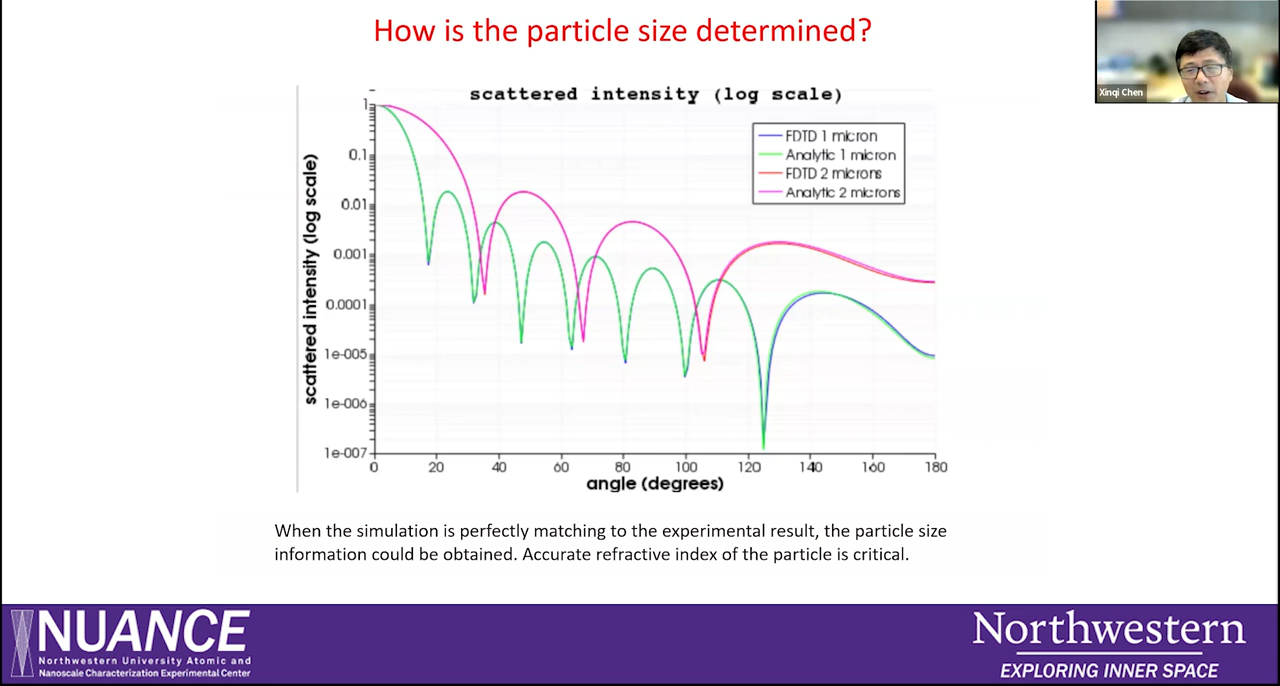 How is the particle size determined?
Xinqi Chen
scattered intensity (log scale)
FDTD 1 micron
Analytic 1 micron
FDTD 2 microns
Analytic 2 microns
scattered intensity (log scale)
1
0.1
0.01
0.001
0.0001
1e-005
1e-006
1e-007
0 20 40 60 80 100 120 140 160 180
angle (degrees)
When the simulation is perfectly matching to the experimental result, the particle size
information could be obtained. Accurate refractive index of the particle is critical.
NUANCE
Northwestern University Atomic and
Nanoscale Characterization Experimental Center
Northwestern
EXPLORING INNER SPACE